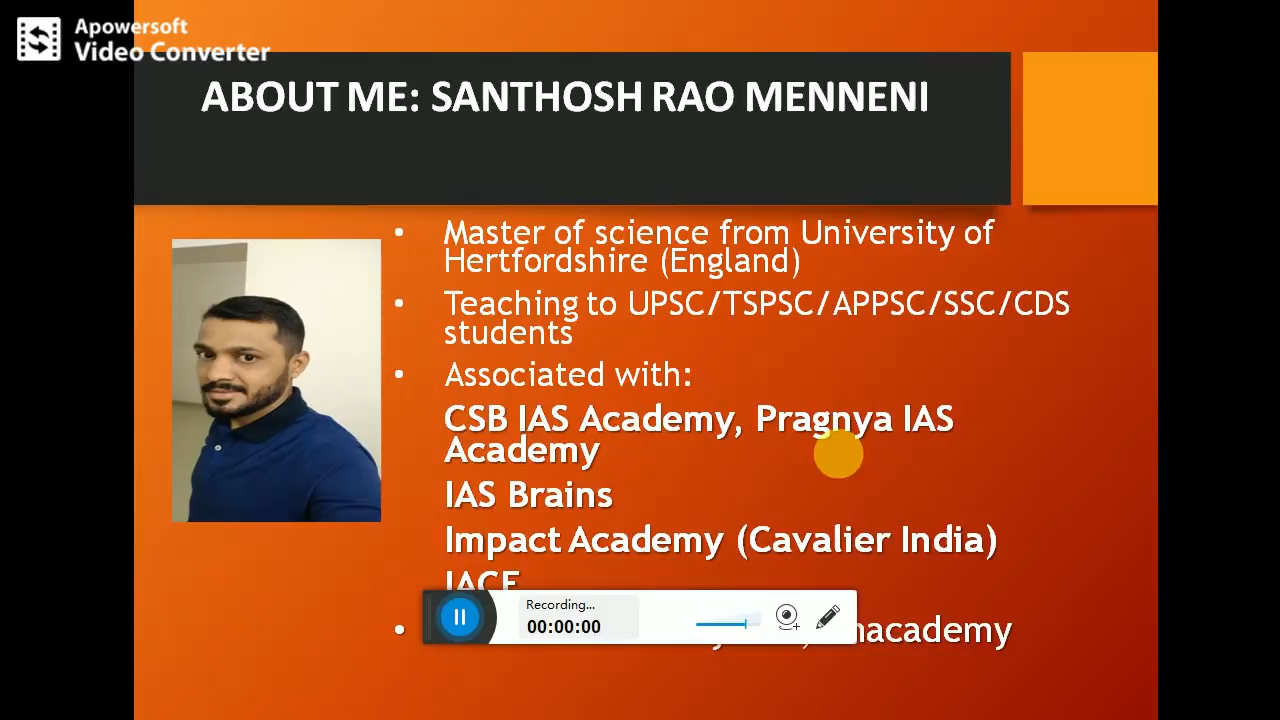 Apowersoft
Video Converter
ABOUT ME: SANTHOSH RAO MENNENI
• Master of science from University of
Hertfordshire (England)
• Teaching to UPSC/TSPSC/APPSC/SSC/CDS
students
• Associated with:
CSB IAS Academy, Pragnya IAS
Academy
IAS Brains
Impact Academy (Cavalier India)
IACE
Recording...
00:00:00
•